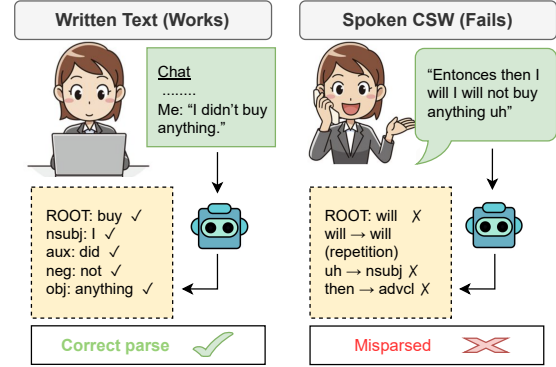 Written Text (Works)
Chat
........
Me: “I didn’t buy
anything.”
ROOT: buy ✓
nsubj: I ✓
aux: did ✓
neg: not ✓
obj: anything ✓
Correct parse
Spoken CSW (Fails)
“Entonces then I
will I will not buy
anything uh”
ROOT: will ✗
will → will
(repetition)
uh → nsubj ✗
then → advcl ✗
Misparsed